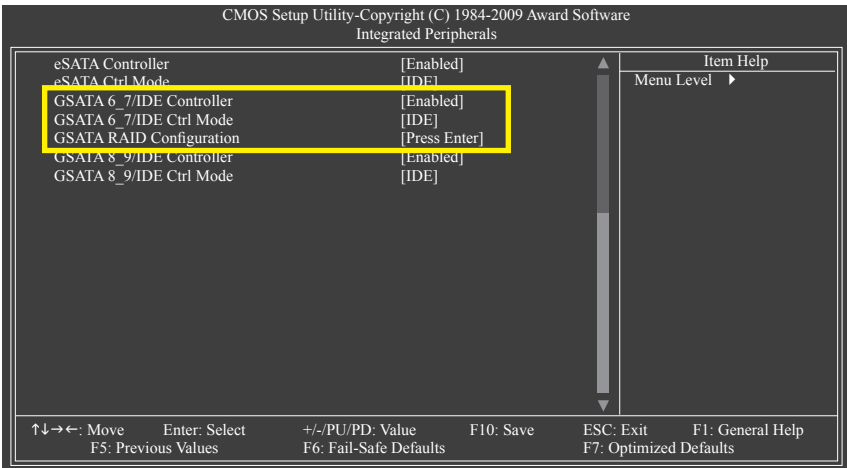 CMOS Setup Utility-Copyright (C) 1984-2009 Award Software
Integrated Peripherals
eSATA Controller [Enabled]
eSATA Ctrl Mode [IDE]
GSATA 6_7/IDE Controller [Enabled]
GSATA 6_7/IDE Ctrl Mode [IDE]
GSATA RAID Configuration [Press Enter]
GSATA 8_9/IDE Controller [Enabled]
GSATA 8_9/IDE Ctrl Mode [IDE]
Item Help
Menu Level
↑↓→←: Move Enter: Select +/-/PU/PD: Value F10: Save ESC: Exit F1: General Help
F5: Previous Values F6: Fail-Safe Defaults F7: Optimized Defaults